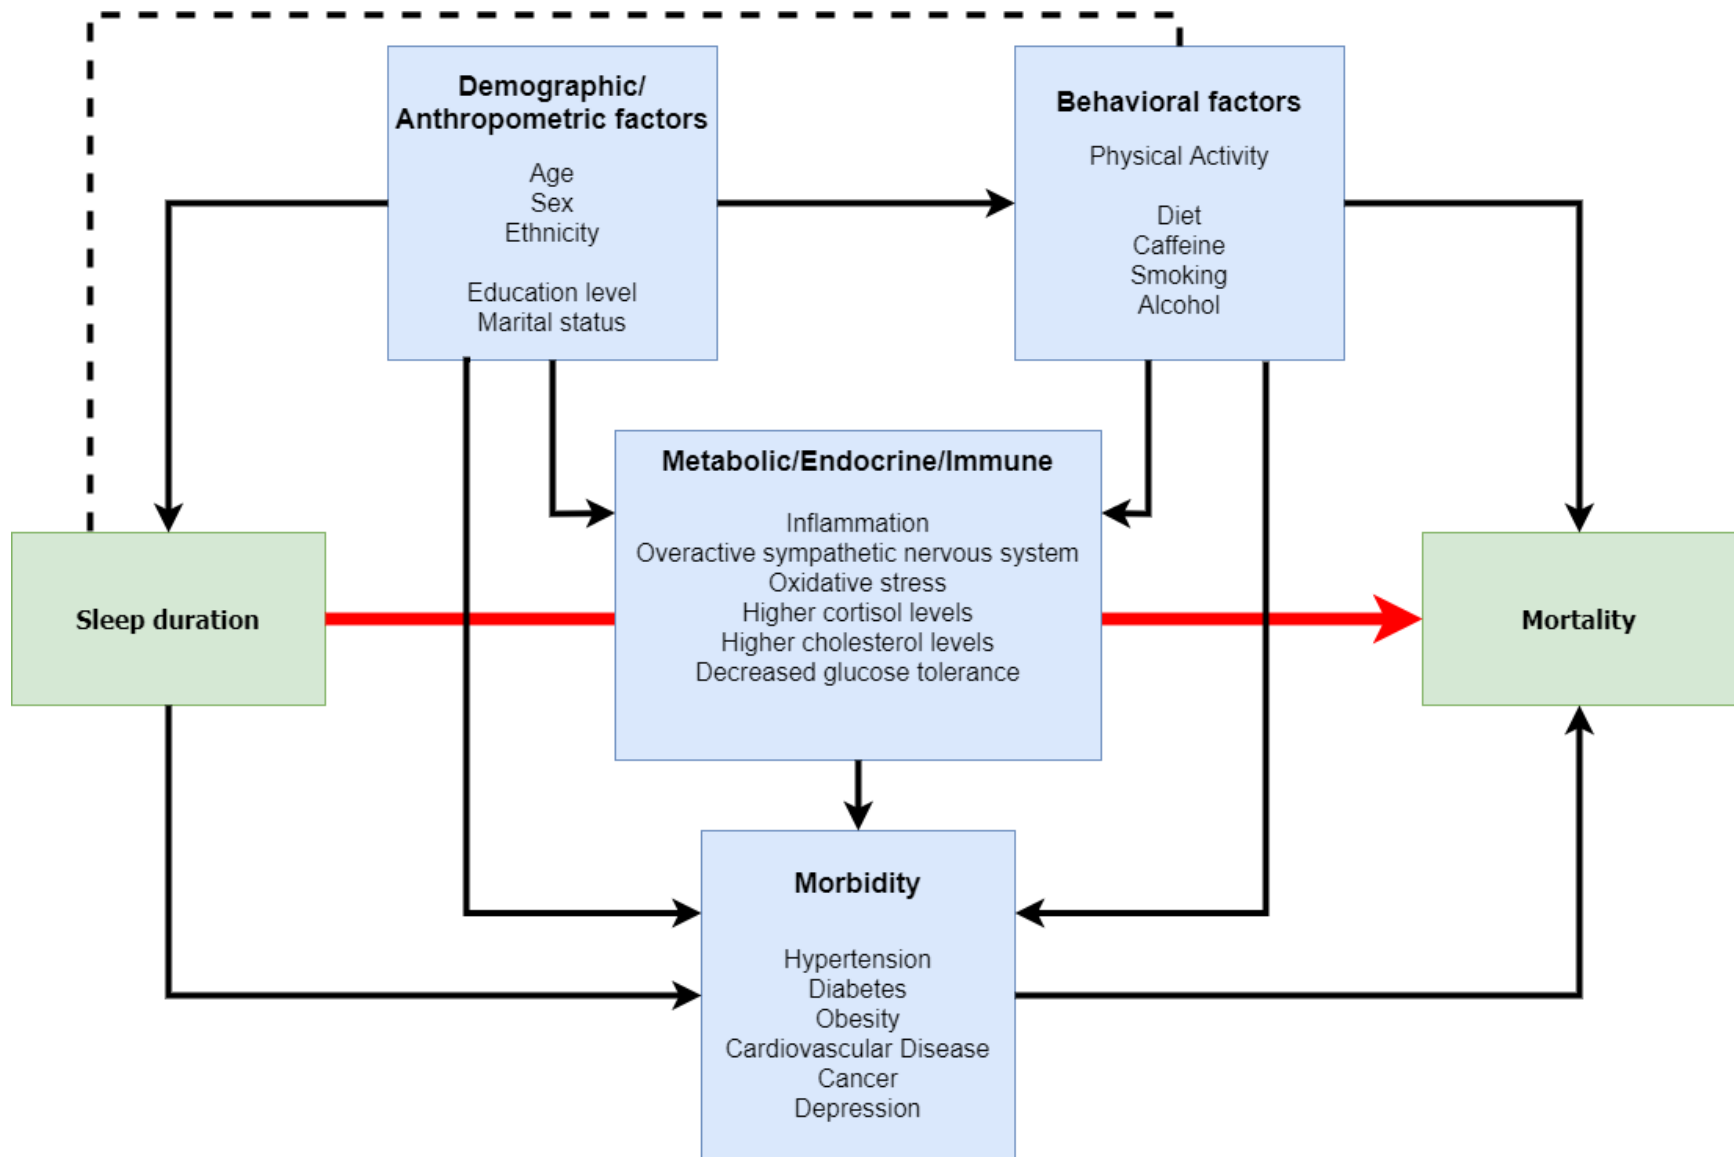 Demographic/
Anthropometric factors
Age
Sex
Ethnicity
Education level
Marital status
Behavioral factors
Physical Activity
Diet
Caffeine
Smoking
Alcohol
Metabolic/Endocrine/Immune
Inflammation
Overactive sympathetic nervous system
Oxidative stress
Higher cortisol levels
Higher cholesterol levels
Decreased glucose tolerance
Sleep duration
Mortality
Morbidity
Hypertension
Diabetes
Obesity
Cardiovascular Disease
Cancer
Depression